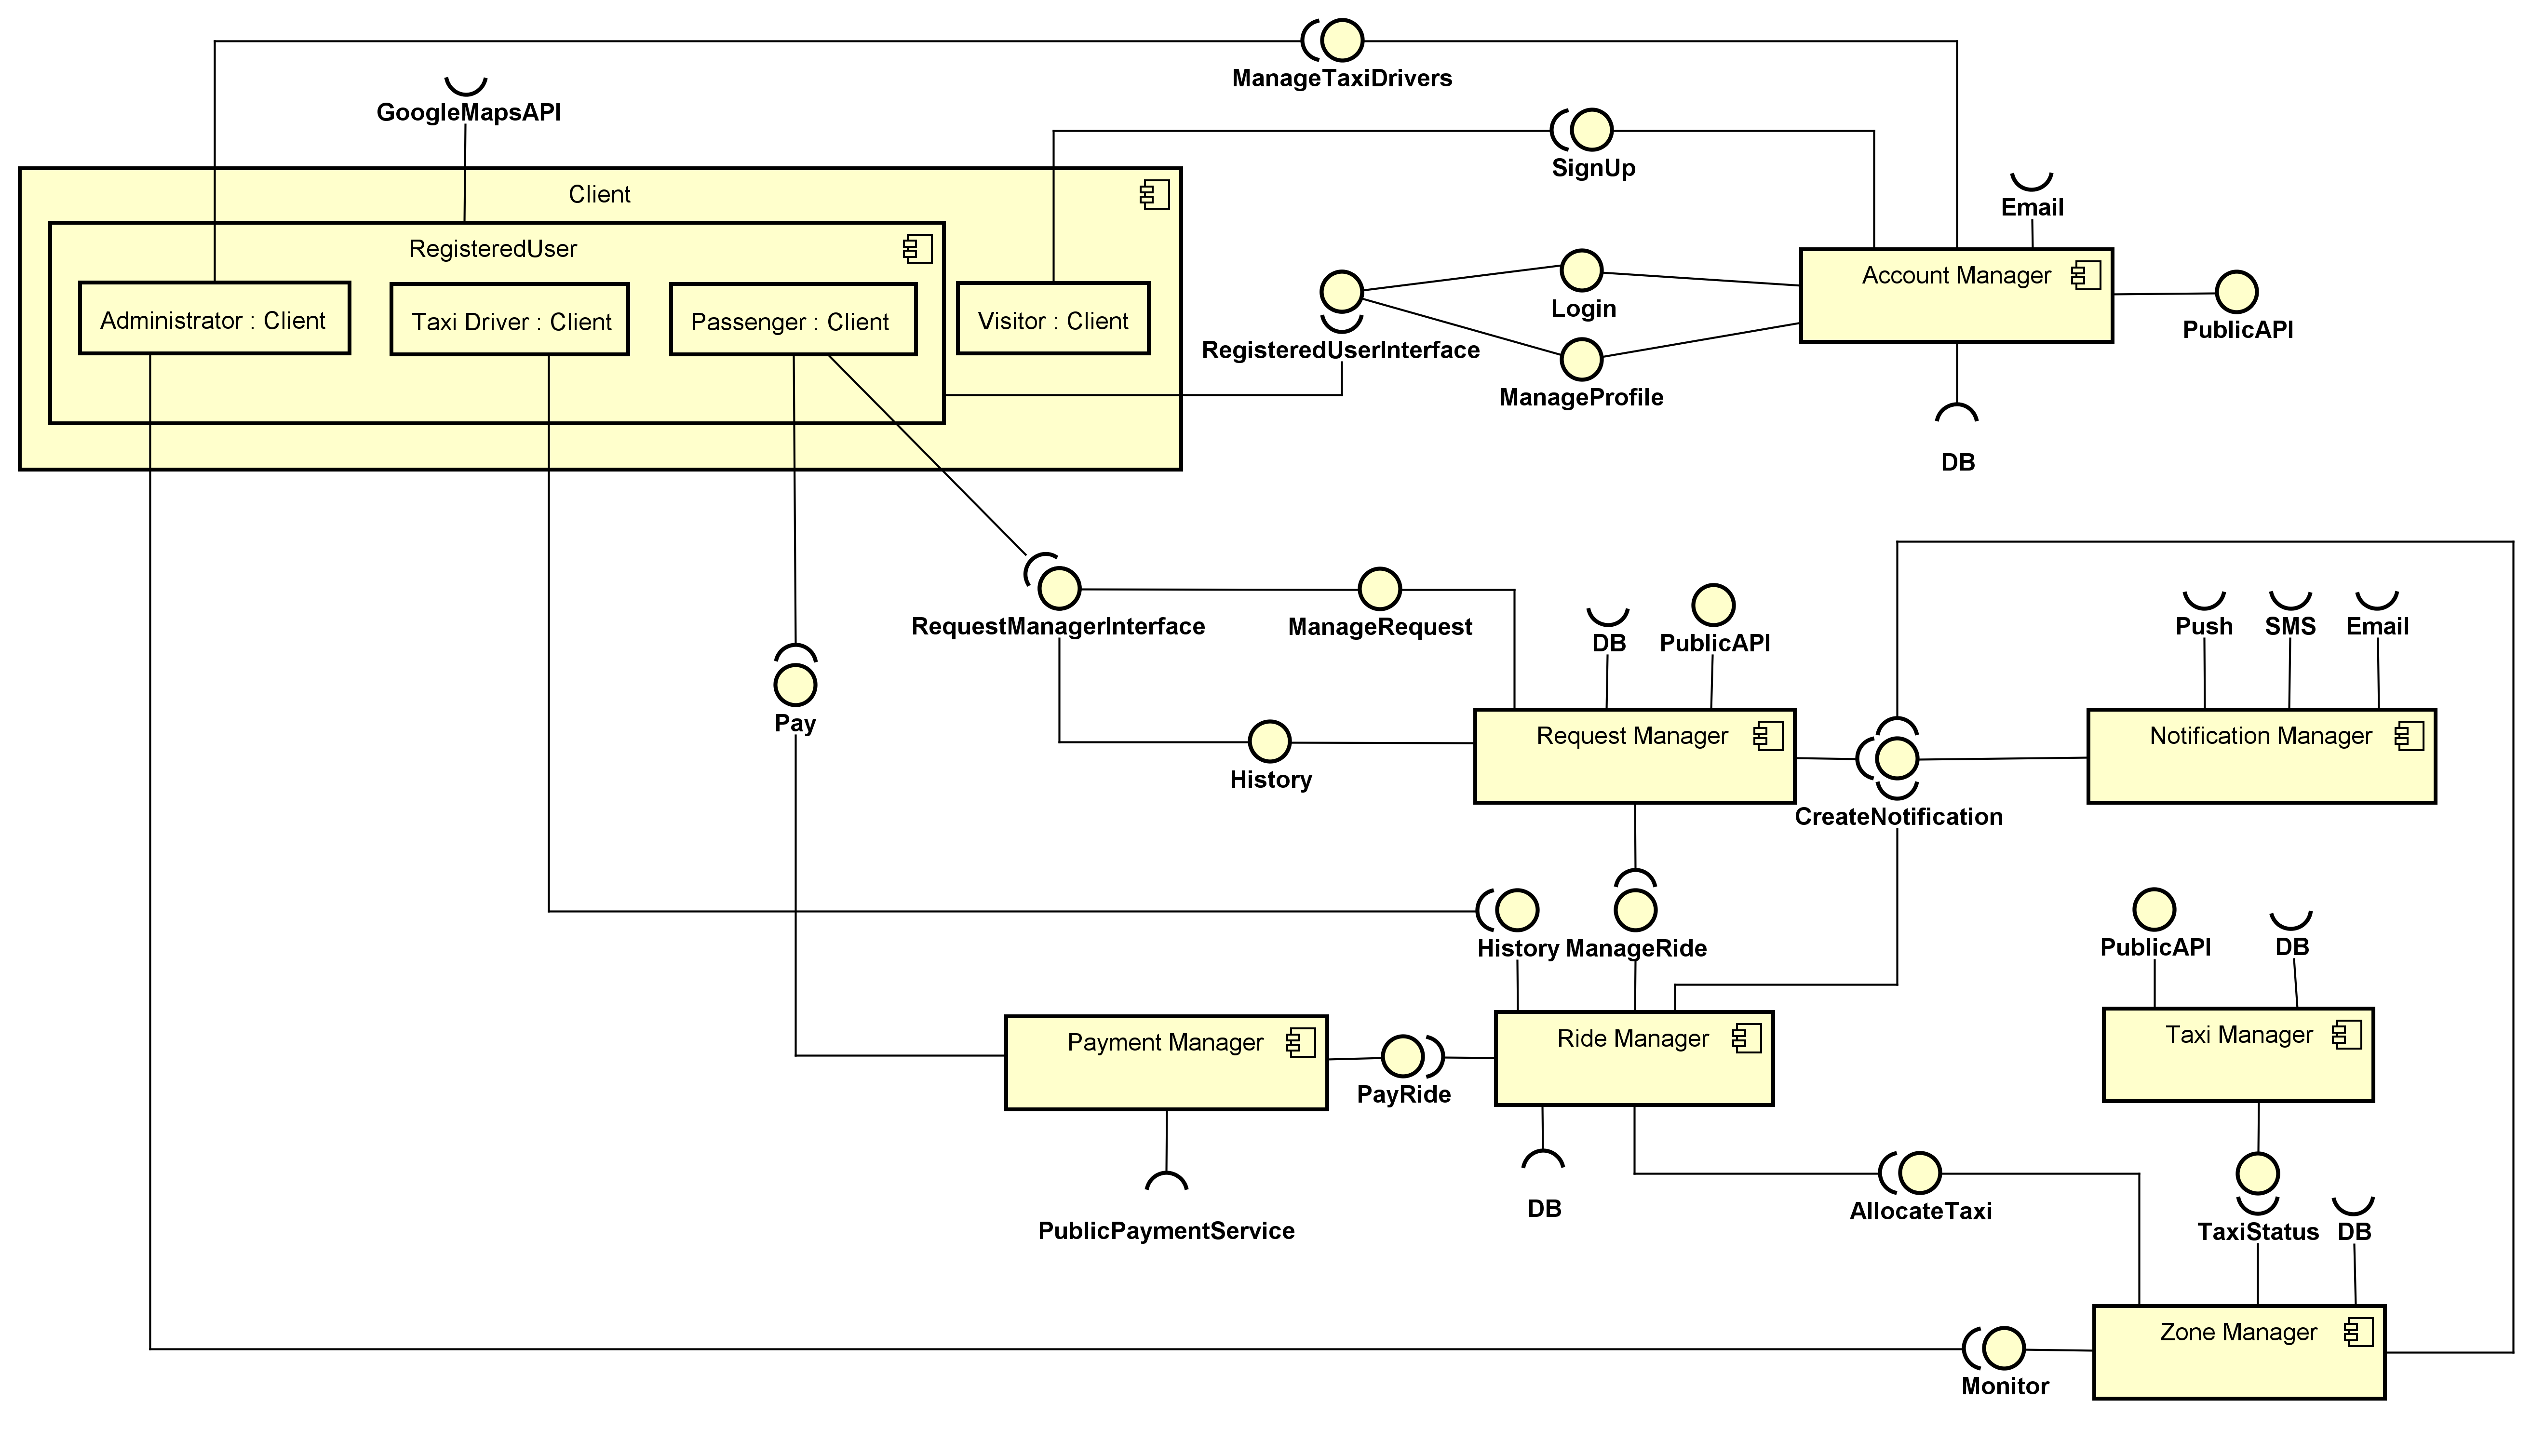 ManageTaxiDrivers
GoogleMapsAPI
SignUp
Client
Email
RegisteredUser
Account Manager
Administrator : Client
Taxi Driver : Client
Passenger : Client
Visitor : Client
Login
PublicAPI
RegisteredUserInterface
ManageProfile
DB
RequestManagerInterface
ManageRequest
DB
PublicAPI
Push
SMS
Email
Pay
Request Manager
Notification Manager
History
CreateNotification
History
ManageRide
PublicAPI
DB
Payment Manager
Ride Manager
Taxi Manager
PayRide
PublicPaymentService
DB
AllocateTaxi
TaxiStatus
DB
Zone Manager
Monitor